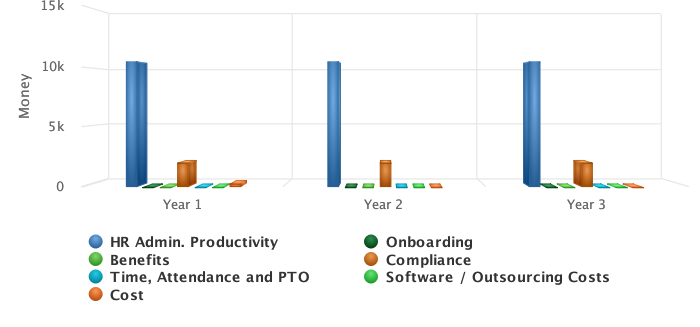 15k
10k
5k
0
Money
Year 1 Year 2 Year 3
HR Admin. Productivity Onboarding
Benefits Compliance
Time, Attendance and PTO Software / Outsourcing Costs
Cost